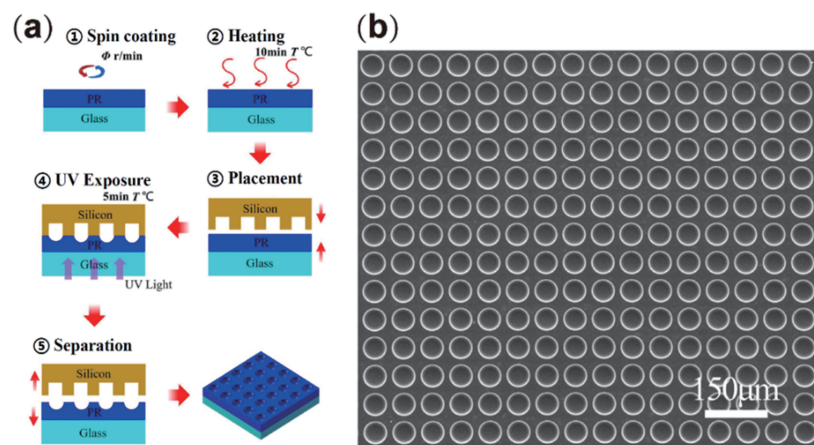 (a)
① Spin coating
Φ r/min
PR
Glass
② Heating
10min T ℃
PR
Glass
③ Placement
Silicon
PR
Glass
④ UV Exposure
5min T ℃
Silicon
PR
Glass
UV Light
⑤ Separation
Silicon
PR
Glass
(b)
150μm